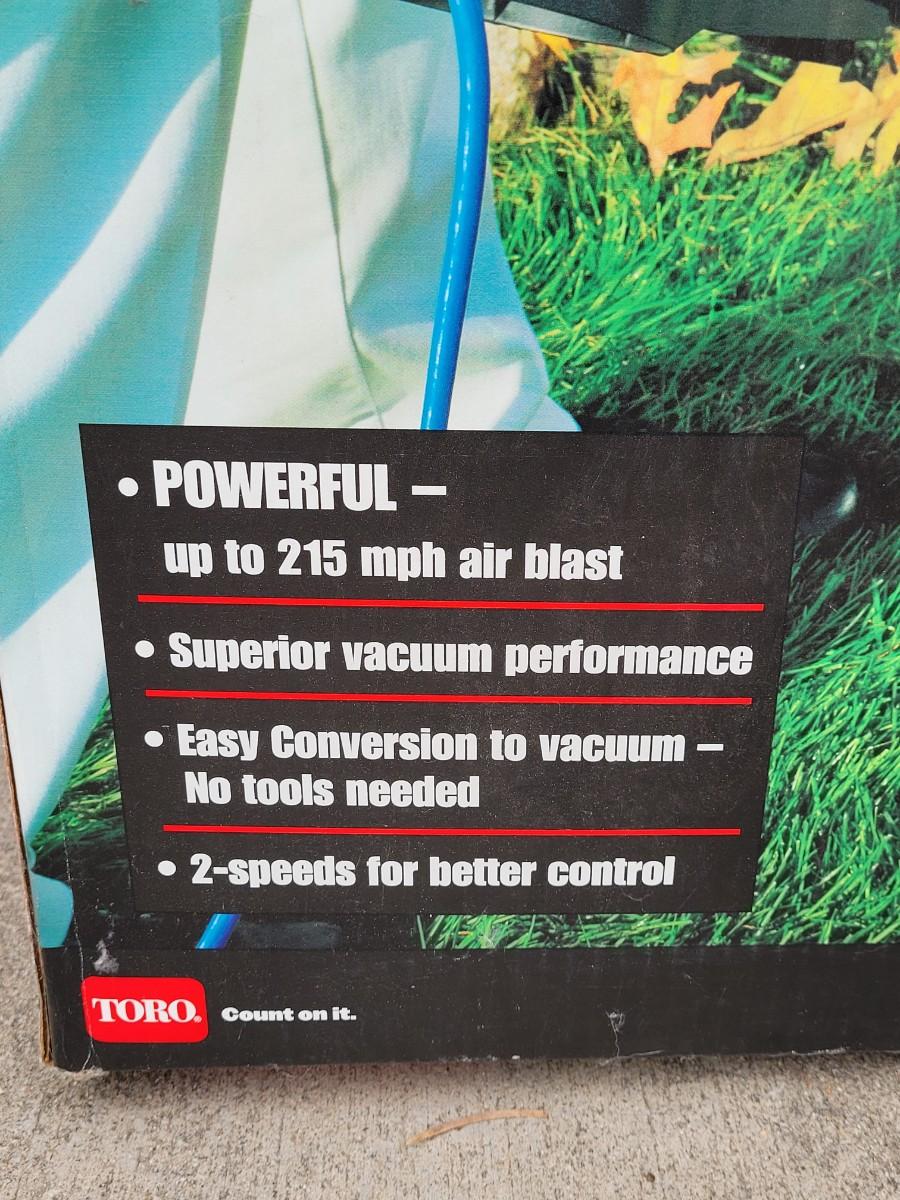 • POWERFUL –
up to 215 mph air blast
• Superior vacuum performance
• Easy Conversion to vacuum –
No tools needed
• 2-speeds for better control
TORO® Count on it.